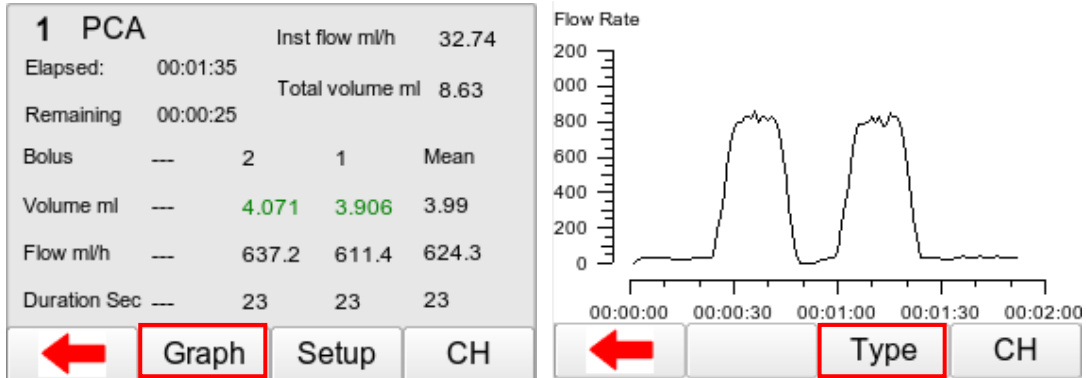 1 PCA
Inst flow ml/h 32.74
Elapsed: 00:01:35
Total volume ml 8.63
Remaining 00:00:25
Bolus --- 2 1 Mean
Volume ml --- 4.071 3.906 3.99
Flow ml/h --- 637.2 611.4 624.3
Duration Sec --- 23 23 23
Graph Setup CH
Flow Rate
200
000
800
600
400
200
0
00:00:00 00:00:30 00:01:00 00:01:30 00:02:00
Type CH